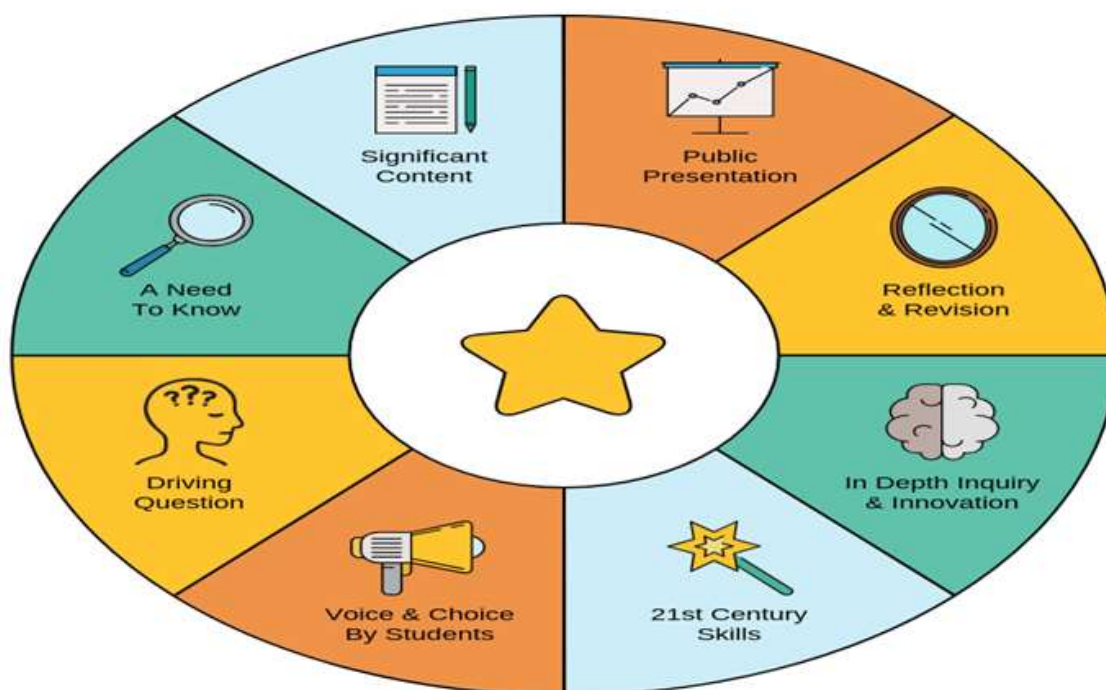 Significant
Content
Public
Presentation
A Need
To Know
Reflection
& Revision
Driving
Question
In Depth Inquiry
& Innovation
Voice & Choice
By Students
21st Century
Skills
???